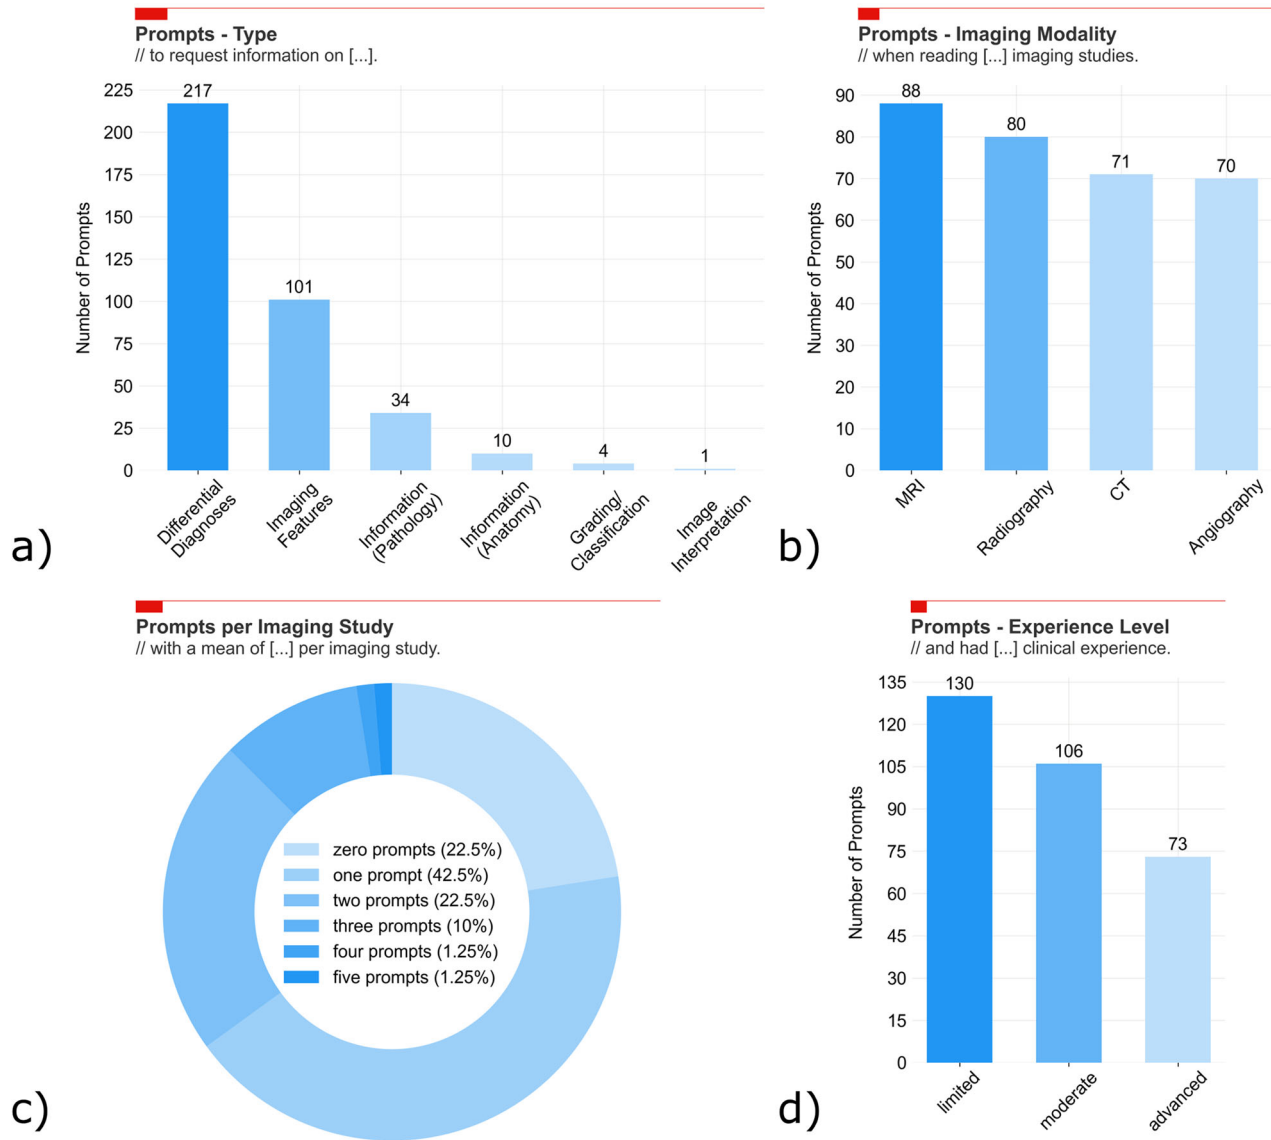 Prompts - Type
// to request information on [...].
Number of Prompts
225
200
175
150
125
100
75
50
25
0
217
101
34
10
4
1
Differential
Diagnoses
Imaging
Features
Information
(Pathology)
Information
(Anatomy)
Grading/
Classification
Image
Interpretation
a)
Prompts - Imaging Modality
// when reading [...] imaging studies.
Number of Prompts
90
80
70
60
50
40
30
20
10
0
88
80
71
70
MRI
Radiography
CT
Angiography
b)
Prompts per Imaging Study
// with a mean of [...] per imaging study.
zero prompts (22.5%)
one prompt (42.5%)
two prompts (22.5%)
three prompts (10%)
four prompts (1.25%)
five prompts (1.25%)
c)
Prompts - Experience Level
// and had [...] clinical experience.
Number of Prompts
135
120
105
90
75
60
45
30
15
0
130
106
73
limited
moderate
advanced
d)